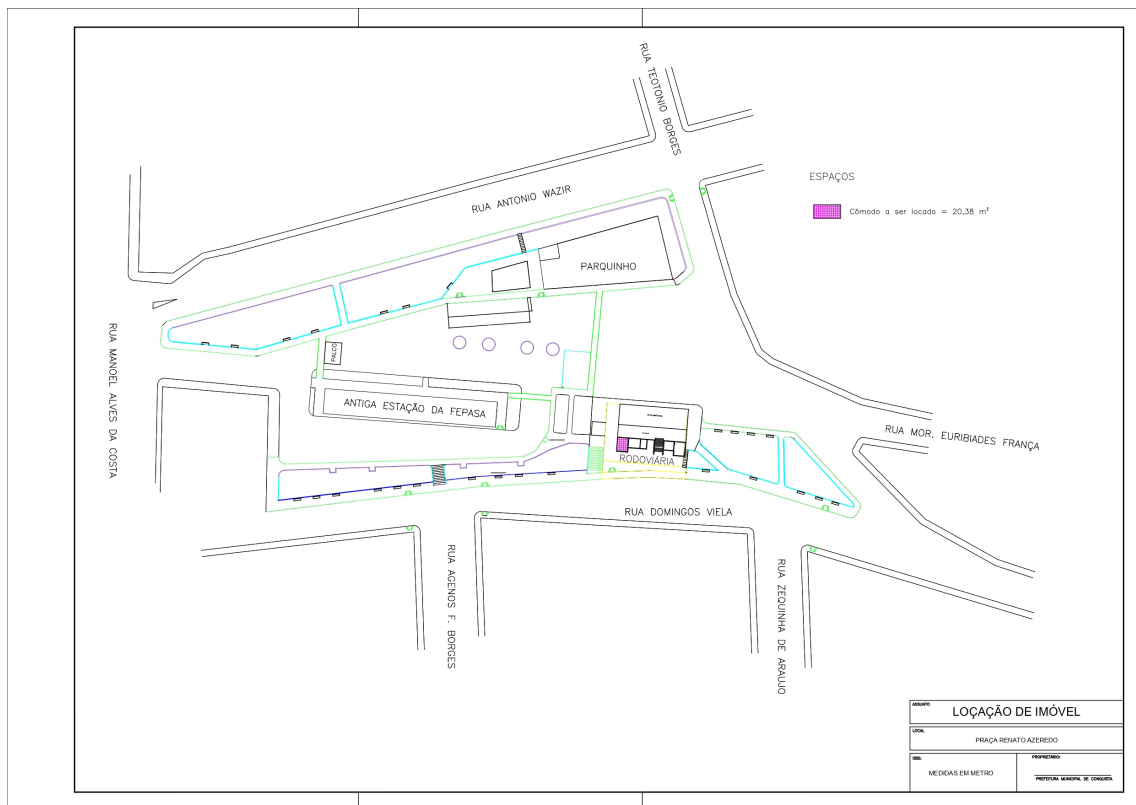 RUA TEOTONIO BORGES
RUA ANTONIO WAZIR
ESPAÇOS
Cômodo a ser locado = 20,38 m²
PARQUINHO
RUA MANOEL ALVES DA COSTA
PALCO
ANTIGA ESTAÇÃO DA FEPASA
RUA MOR. EURIBIADES FRANÇA
RODOVIÁRIA
RUA DOMINGOS VIELA
RUA AGENOS F. BORGES
RUA ZEQUINHA DE ARAUJO
ASSUNTO
LOÇAÇÃO DE IMÓVEL
LOCAL
PRAÇA RENATO AZEREDO
OBS:
MEDIDAS EM METRO
PROPRIETÁRIO:
PREFEITURA MUNICIPAL DE CONQUISTA